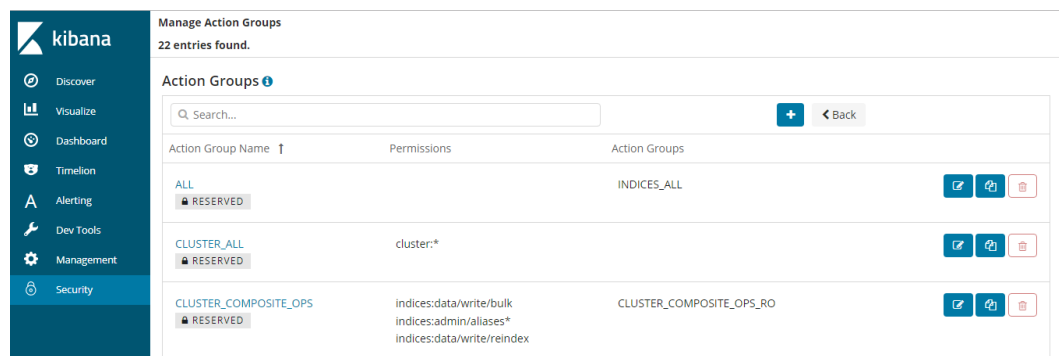 kibana
Discover
Visualize
Dashboard
Timelion
Alerting
Dev Tools
Management
Security
Manage Action Groups
22 entries found.
Action Groups
Search...
+ Back
Action Group Name ↑ Permissions Action Groups
ALL INDICES_ALL
RESERVED
CLUSTER_ALL cluster:*
RESERVED
CLUSTER_COMPOSITE_OPS indices:data/write/bulk CLUSTER_COMPOSITE_OPS_RO
RESERVED indices:admin/aliases*
indices:data/write/reindex